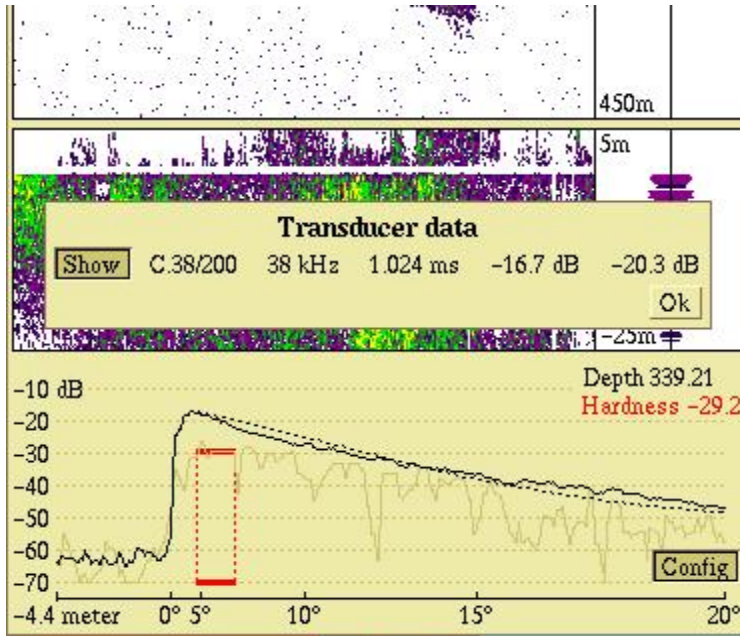 450m
5m
Transducer data
Show C.38/200 38 kHz 1.024 ms −16.7 dB −20.3 dB
Ok
−25m
Depth 339.21
−10 dB
Hardness −29.2
−20
−30
−40
−50
−60
Config
−70
−4.4 meter 0° 5° 10° 15° 20°